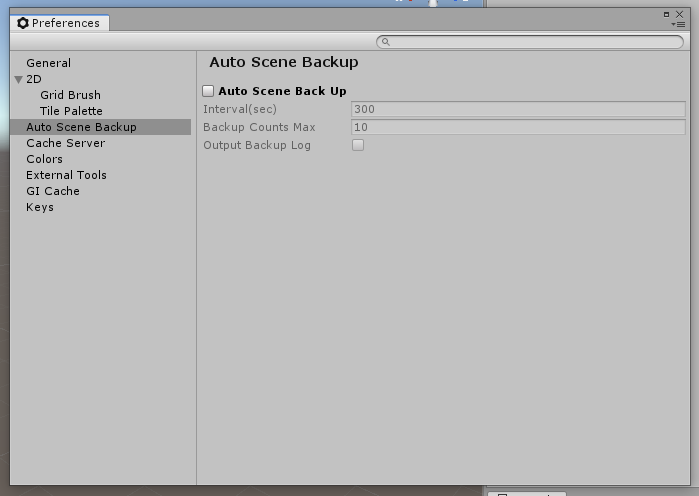 Preferences
General
Auto Scene Backup
2D
Auto Scene Back Up
Grid Brush
Interval(sec) 300
Tile Palette
Auto Scene Backup
Backup Counts Max 10
Cache Server
Output Backup Log
Colors
External Tools
GI Cache
Keys